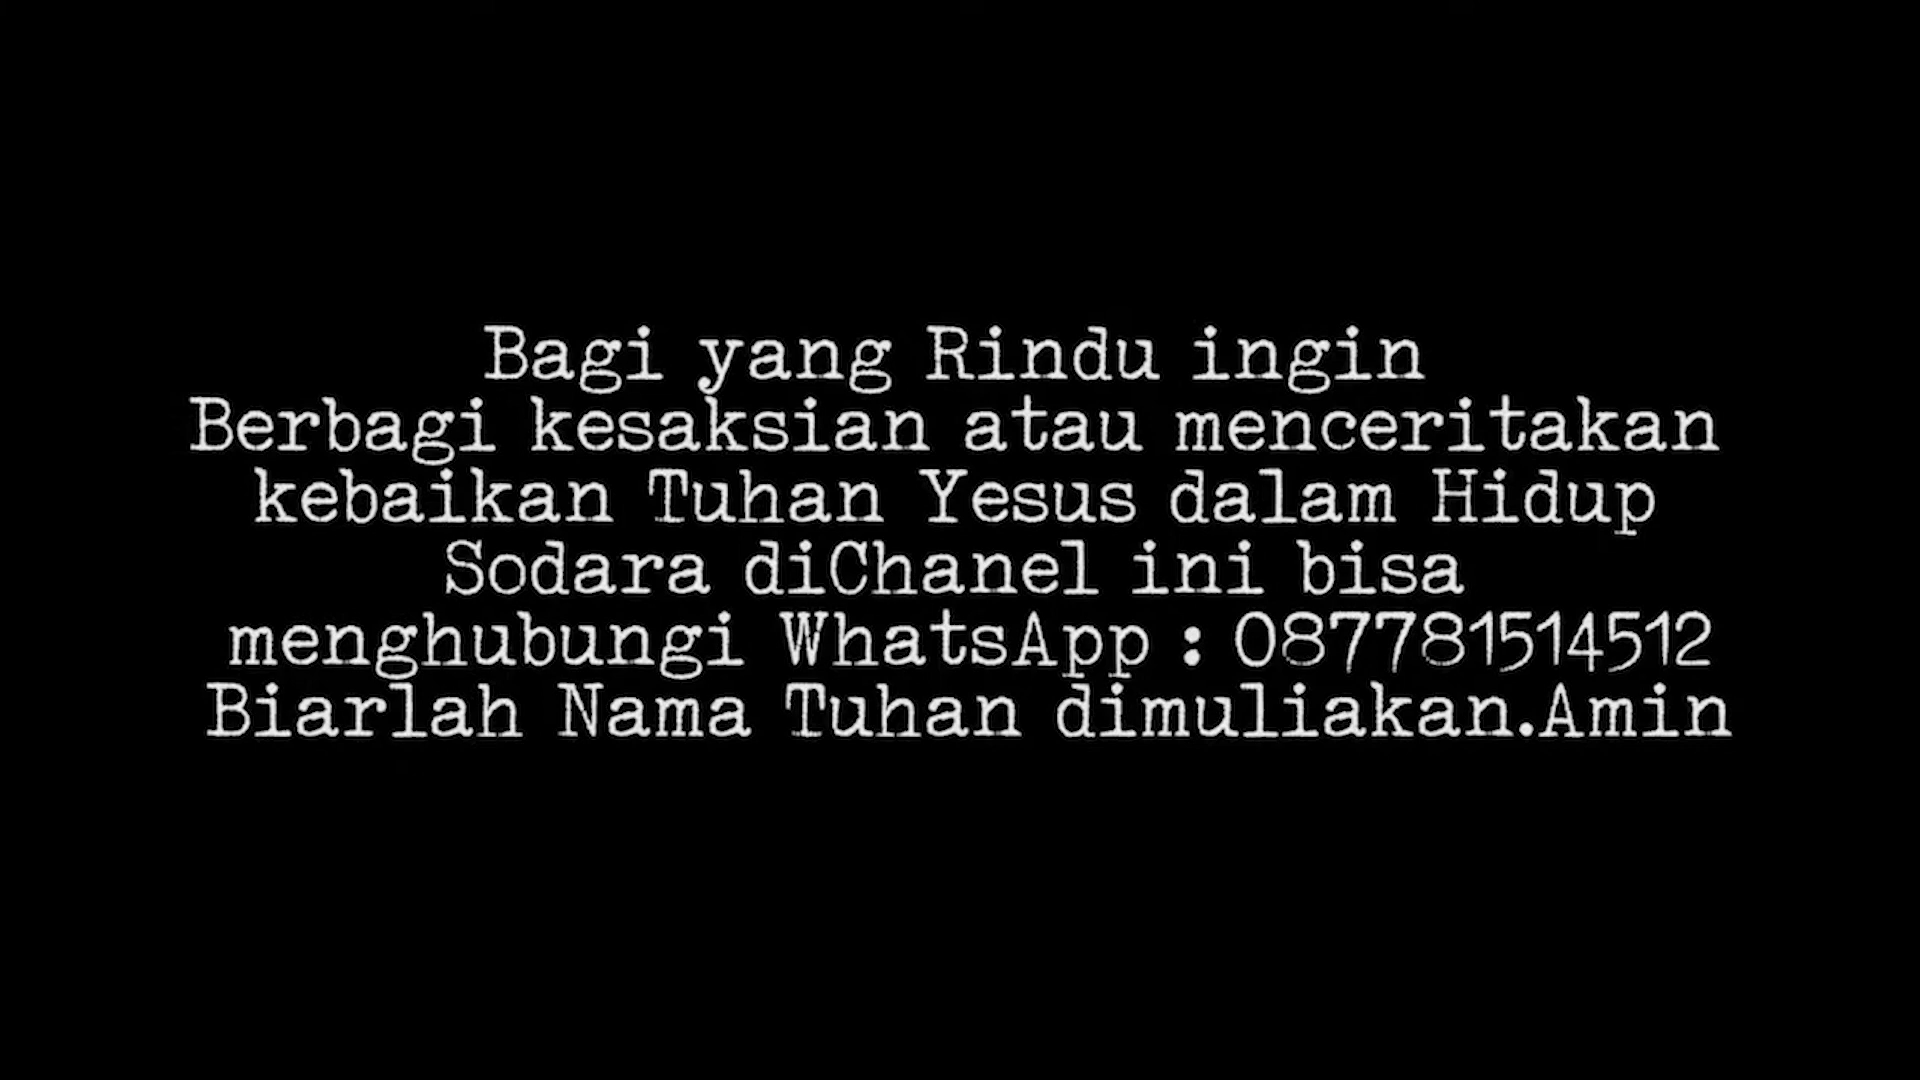 Bagi yang Rindu ingin
Berbagi kesaksian atau menceritakan
kebaikan Tuhan Yesus dalam Hidup
Sodara diChanel ini bisa
menghubungi WhatsApp : 087781514512
Biarlah Nama Tuhan dimuliakan.Amin